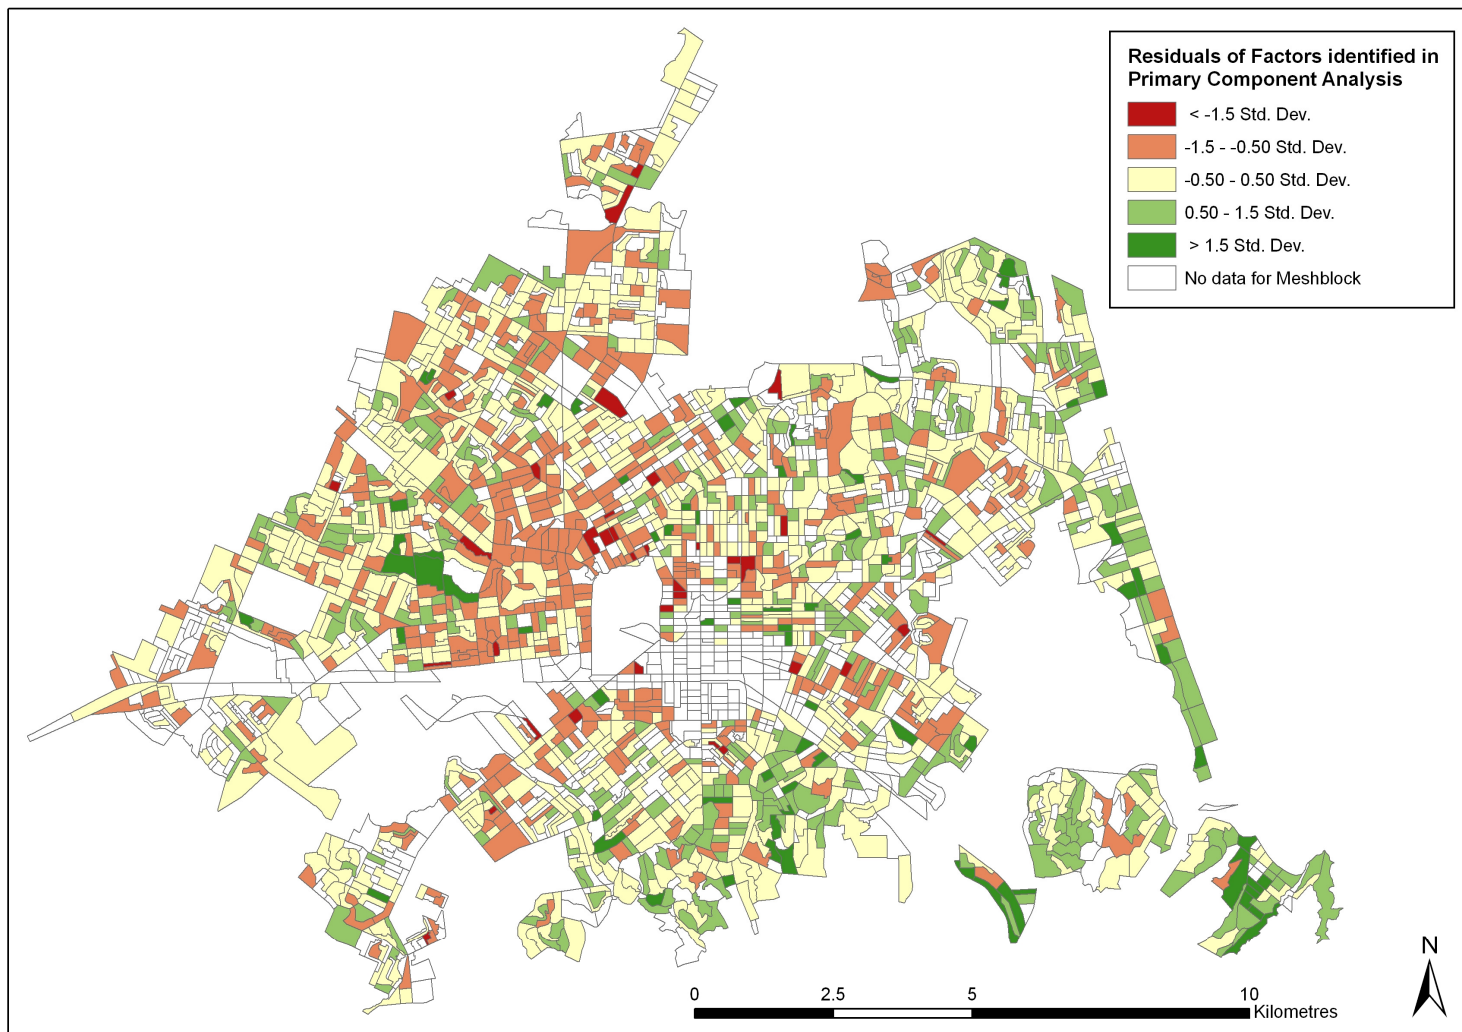 Residuals of Factors identified in
Primary Component Analysis
< -1.5 Std. Dev.
-1.5 - -0.50 Std. Dev.
-0.50 - 0.50 Std. Dev.
0.50 - 1.5 Std. Dev.
> 1.5 Std. Dev.
No data for Meshblock
N
0 2.5 5 10
Kilometres